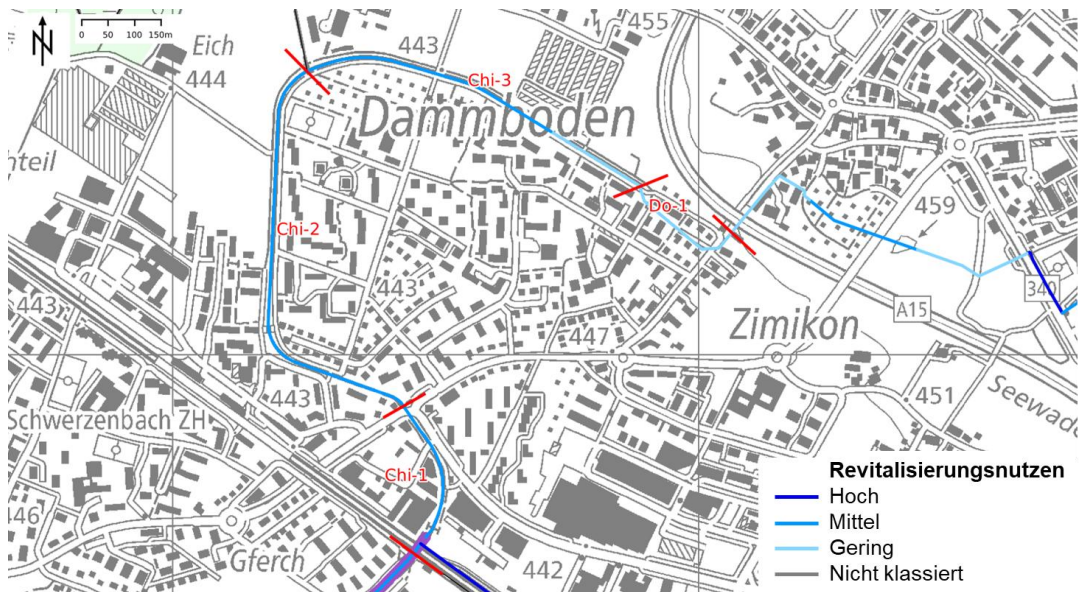 N
0 50 100 150m
Eich
444
443
455
Chi-3
Dammboden
Do-1
459
Chi-2
340
A15
443
443
447
Zimikon
Schwerzenbach ZH
443
451
Chi-1
446
Gferch
442
Revitalisierungsnutzen
Hoch
Mittel
Gering
Nicht klassiert